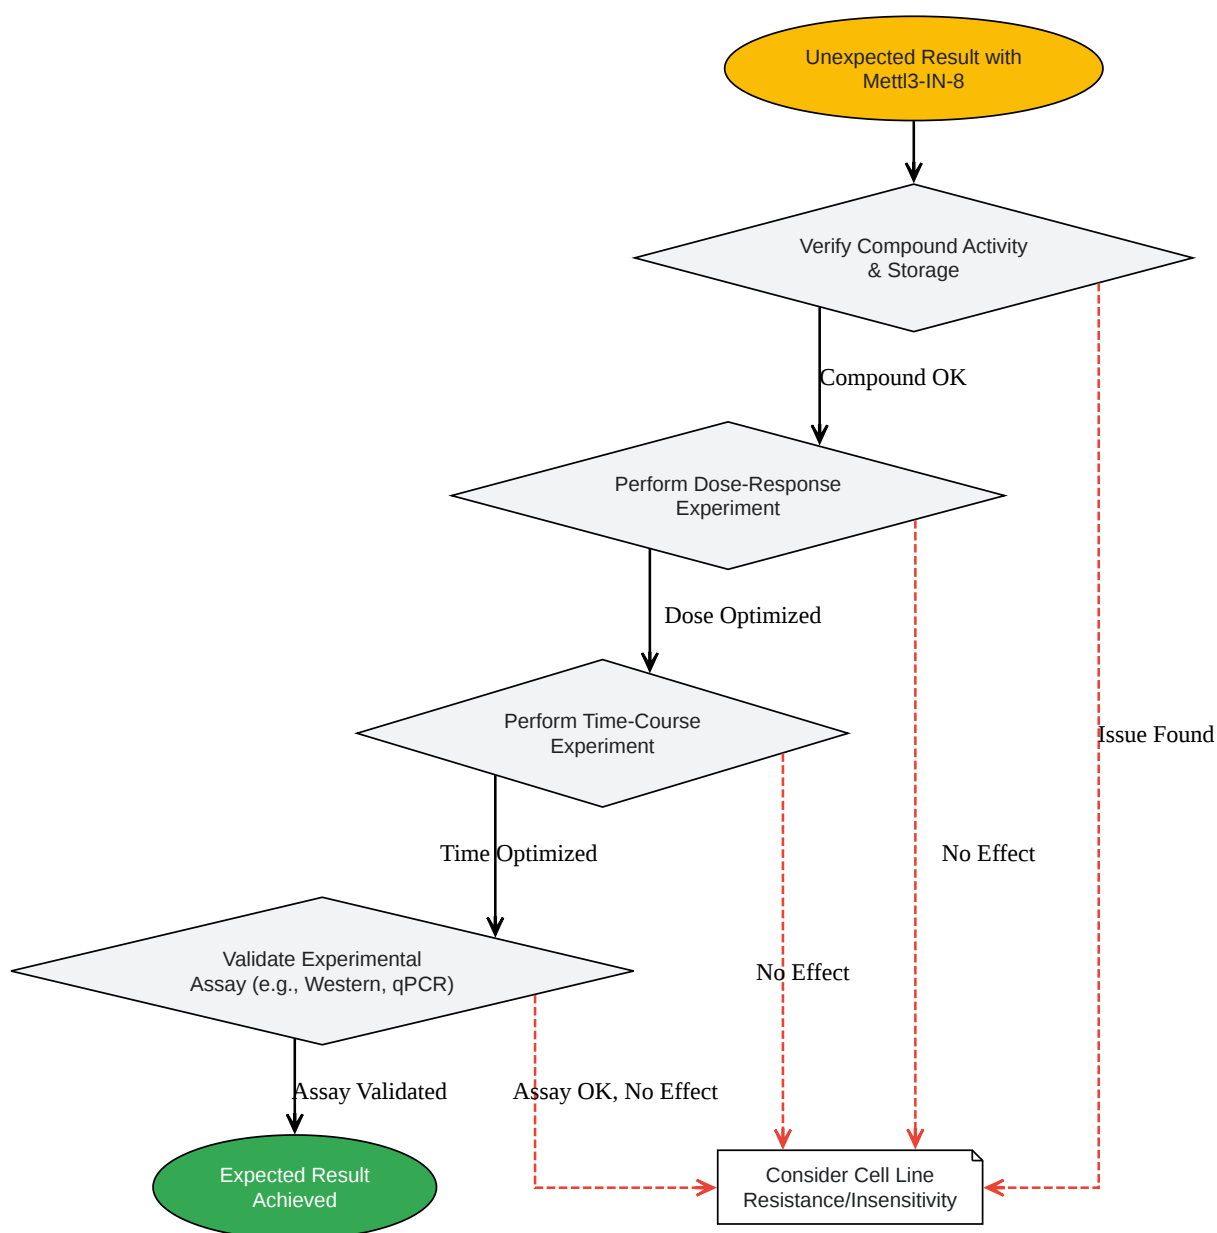 Unexpected Result with
Mettl3-IN-8
Verify Compound Activity
& Storage
Compound OK
Perform Dose-Response
Experiment
Dose Optimized
Perform Time-Course
Experiment
Issue Found
Time Optimized
No Effect
Validate Experimental
Assay (e.g., Western, qPCR)
No Effect
Assay Validated
Assay OK, No Effect
Expected Result
Achieved
Consider Cell Line
Resistance/Insensitivity